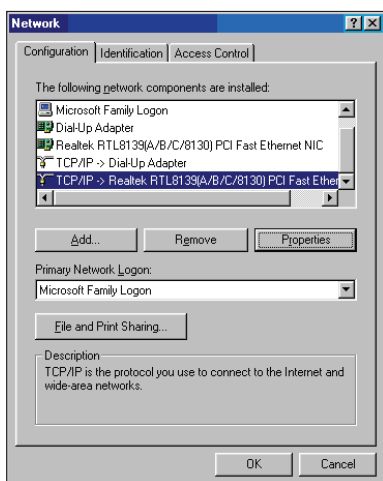 Network
Configuration Identification Access Control
The following network components are installed:
Microsoft Family Logon
Dial-Up Adapter
Realtek RTL8139(A/B/C/8130) PCI Fast Ethernet NIC
TCP/IP -> Dial-Up Adapter
TCP/IP -> Realtek RTL8139(A/B/C/8130) PCI Fast Ether
Add... Remove Properties
Primary Network Logon:
Microsoft Family Logon
File and Print Sharing...
Description
TCP/IP is the protocol you use to connect to the Internet and
wide-area networks.
OK Cancel